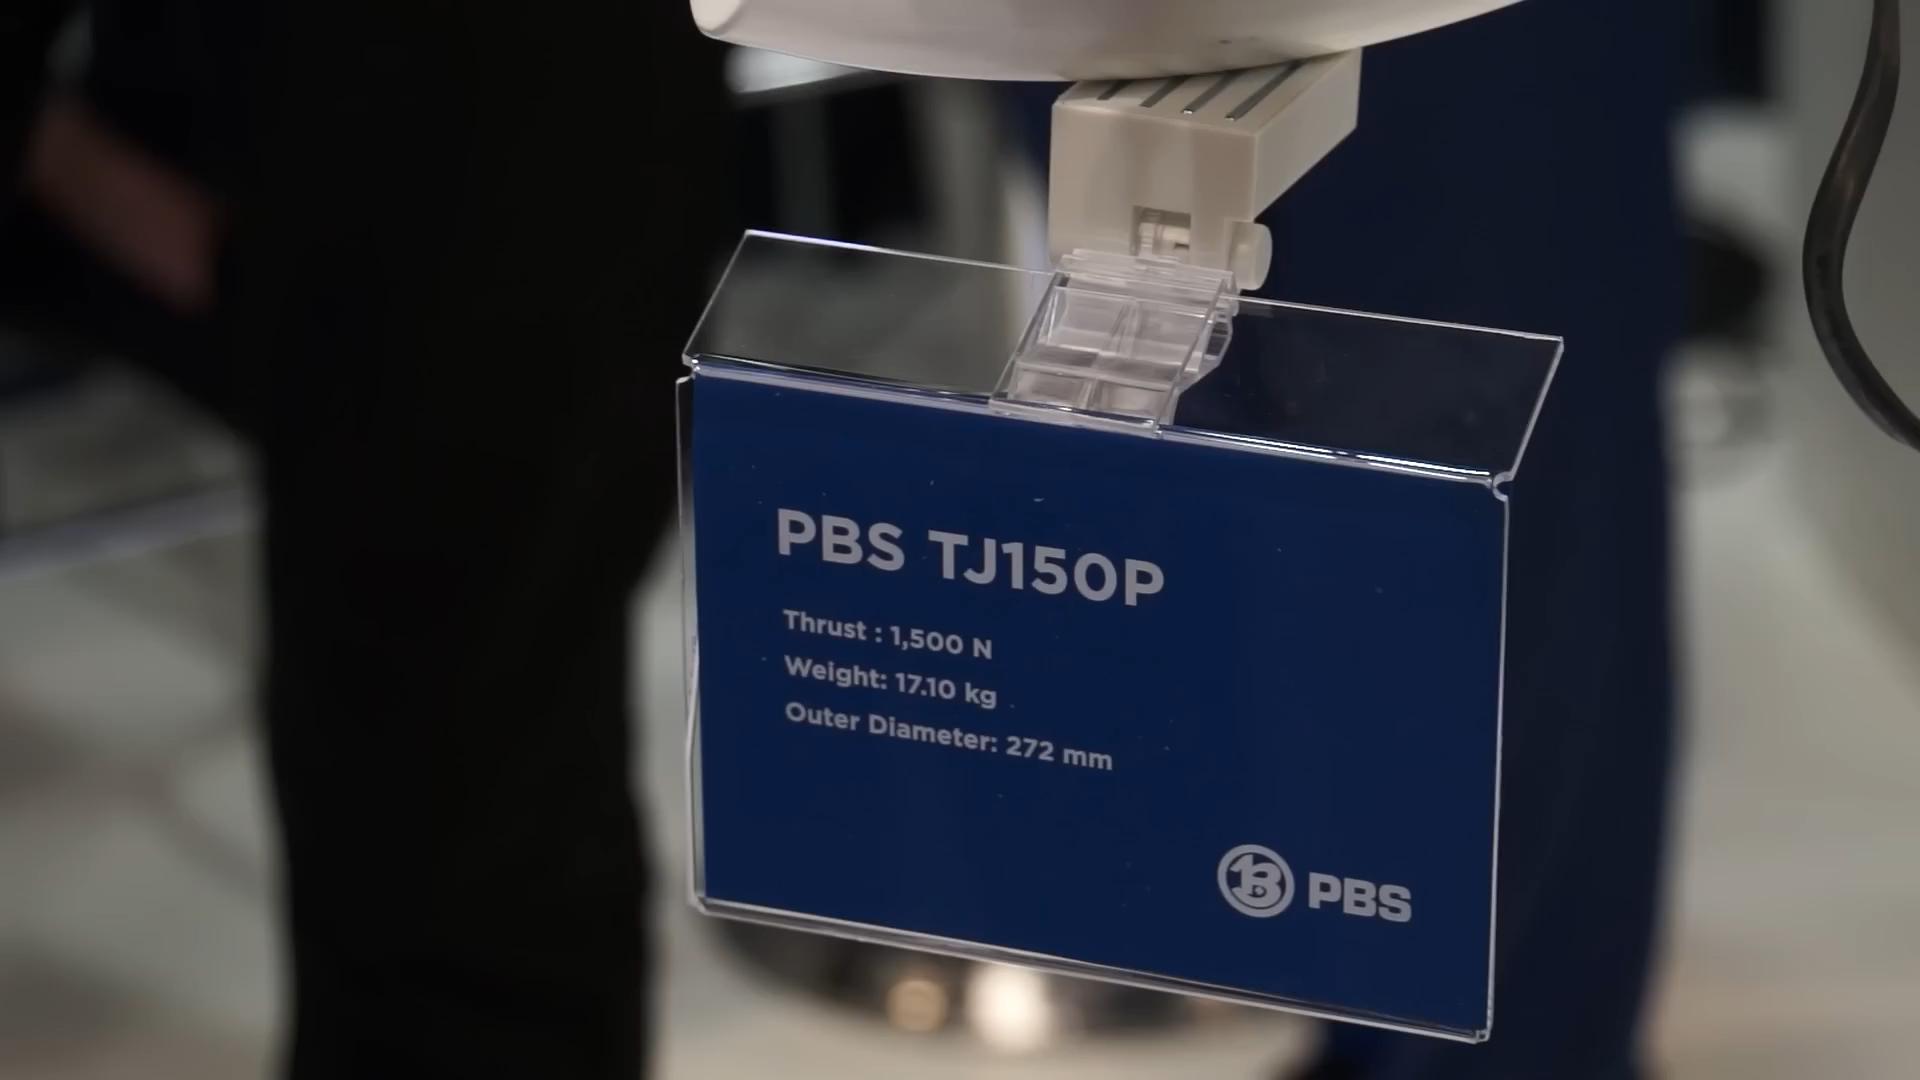 PBS TJ150P
Thrust : 1,500 N
Weight: 17.10 kg
Outer Diameter: 272 mm
PBS